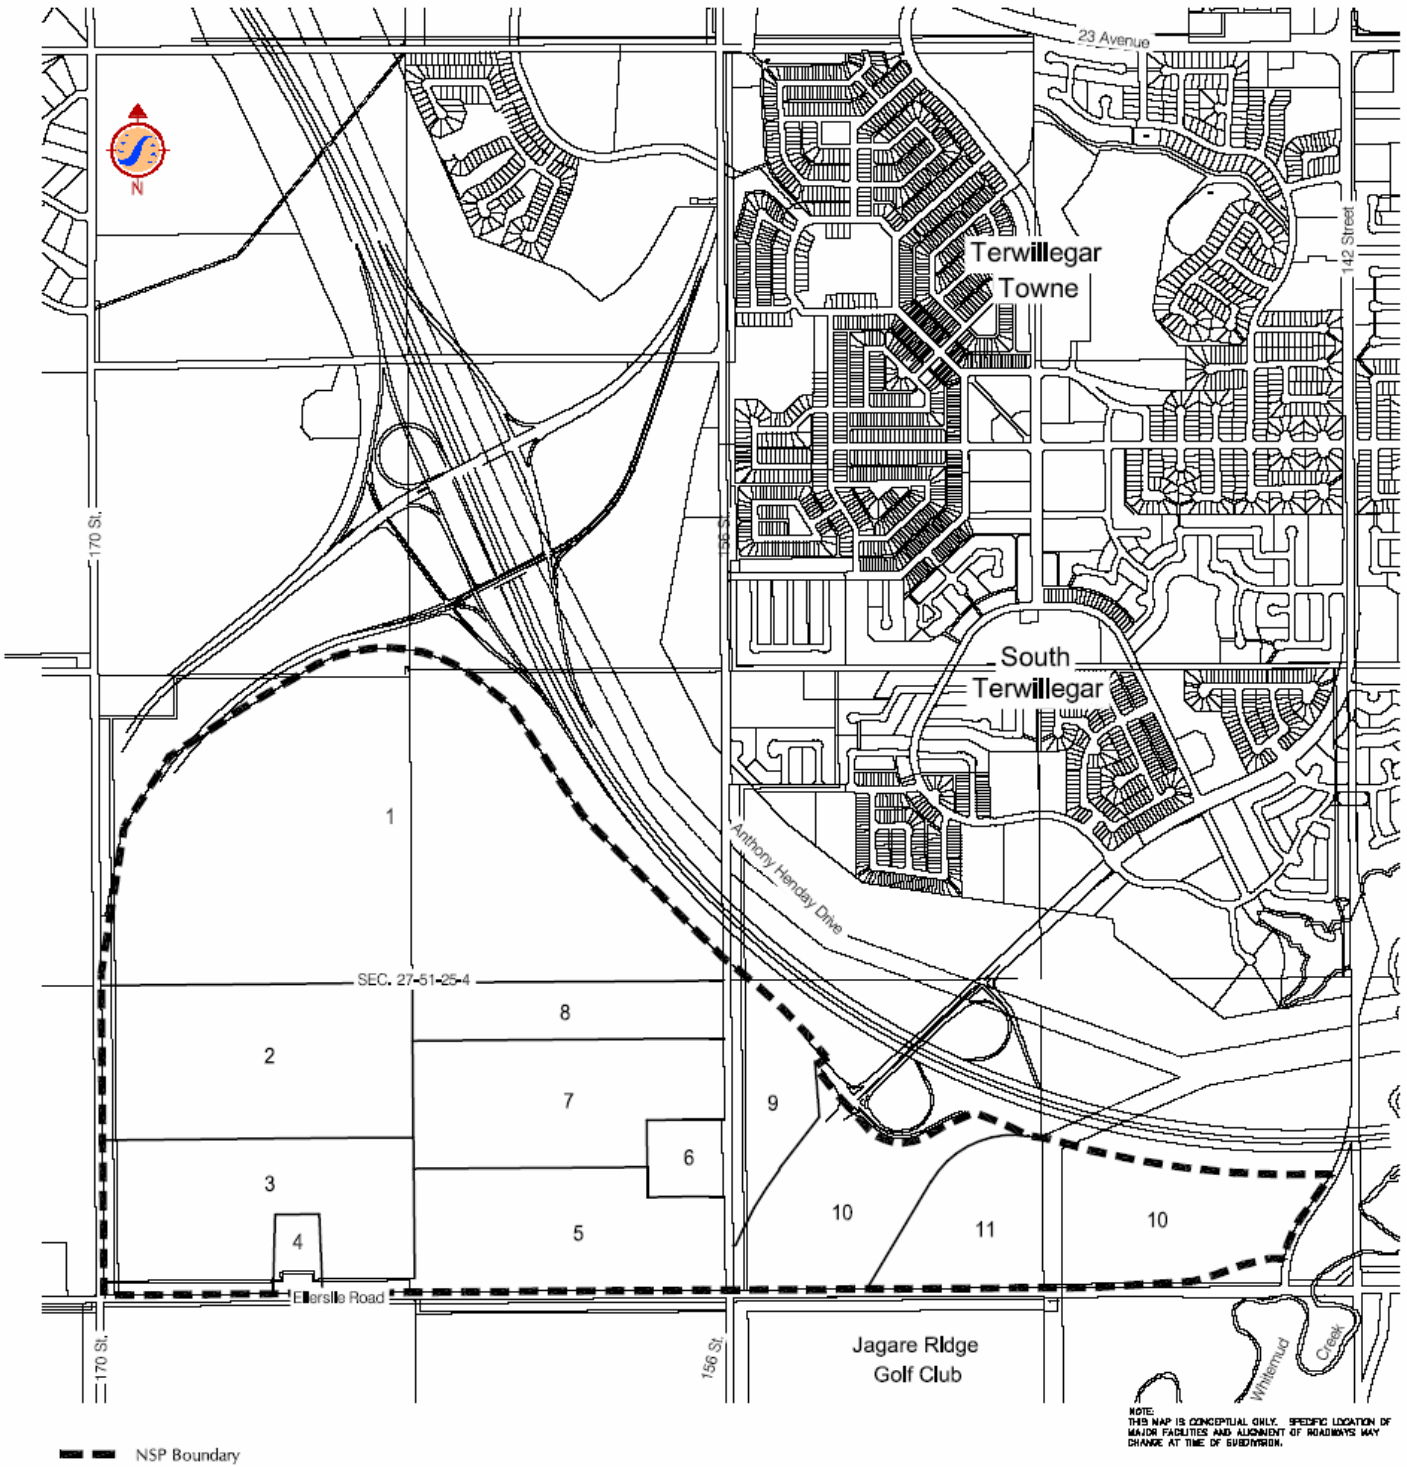 23 Avenue
N
142 Street
Terwillegar
Towne
170 St.
156 St.
South
Terwillegar
1
Anthony Henday Drive
SEC. 27-51-25-4
8
2
7
9
6
3
10
10
11
5
4
Ellerslie Road
170 St.
156 St.
Jagare Ridge
Golf Club
Whitemud
Creek
NOTE:
THIS MAP IS CONCEPTUAL ONLY. SPECIFIC LOCATION OF
MAJOR FACILITIES AND ALIGNMENT OF ROADWAYS MAY
CHANGE AT TIME OF SUBDIVISION.
NSP Boundary